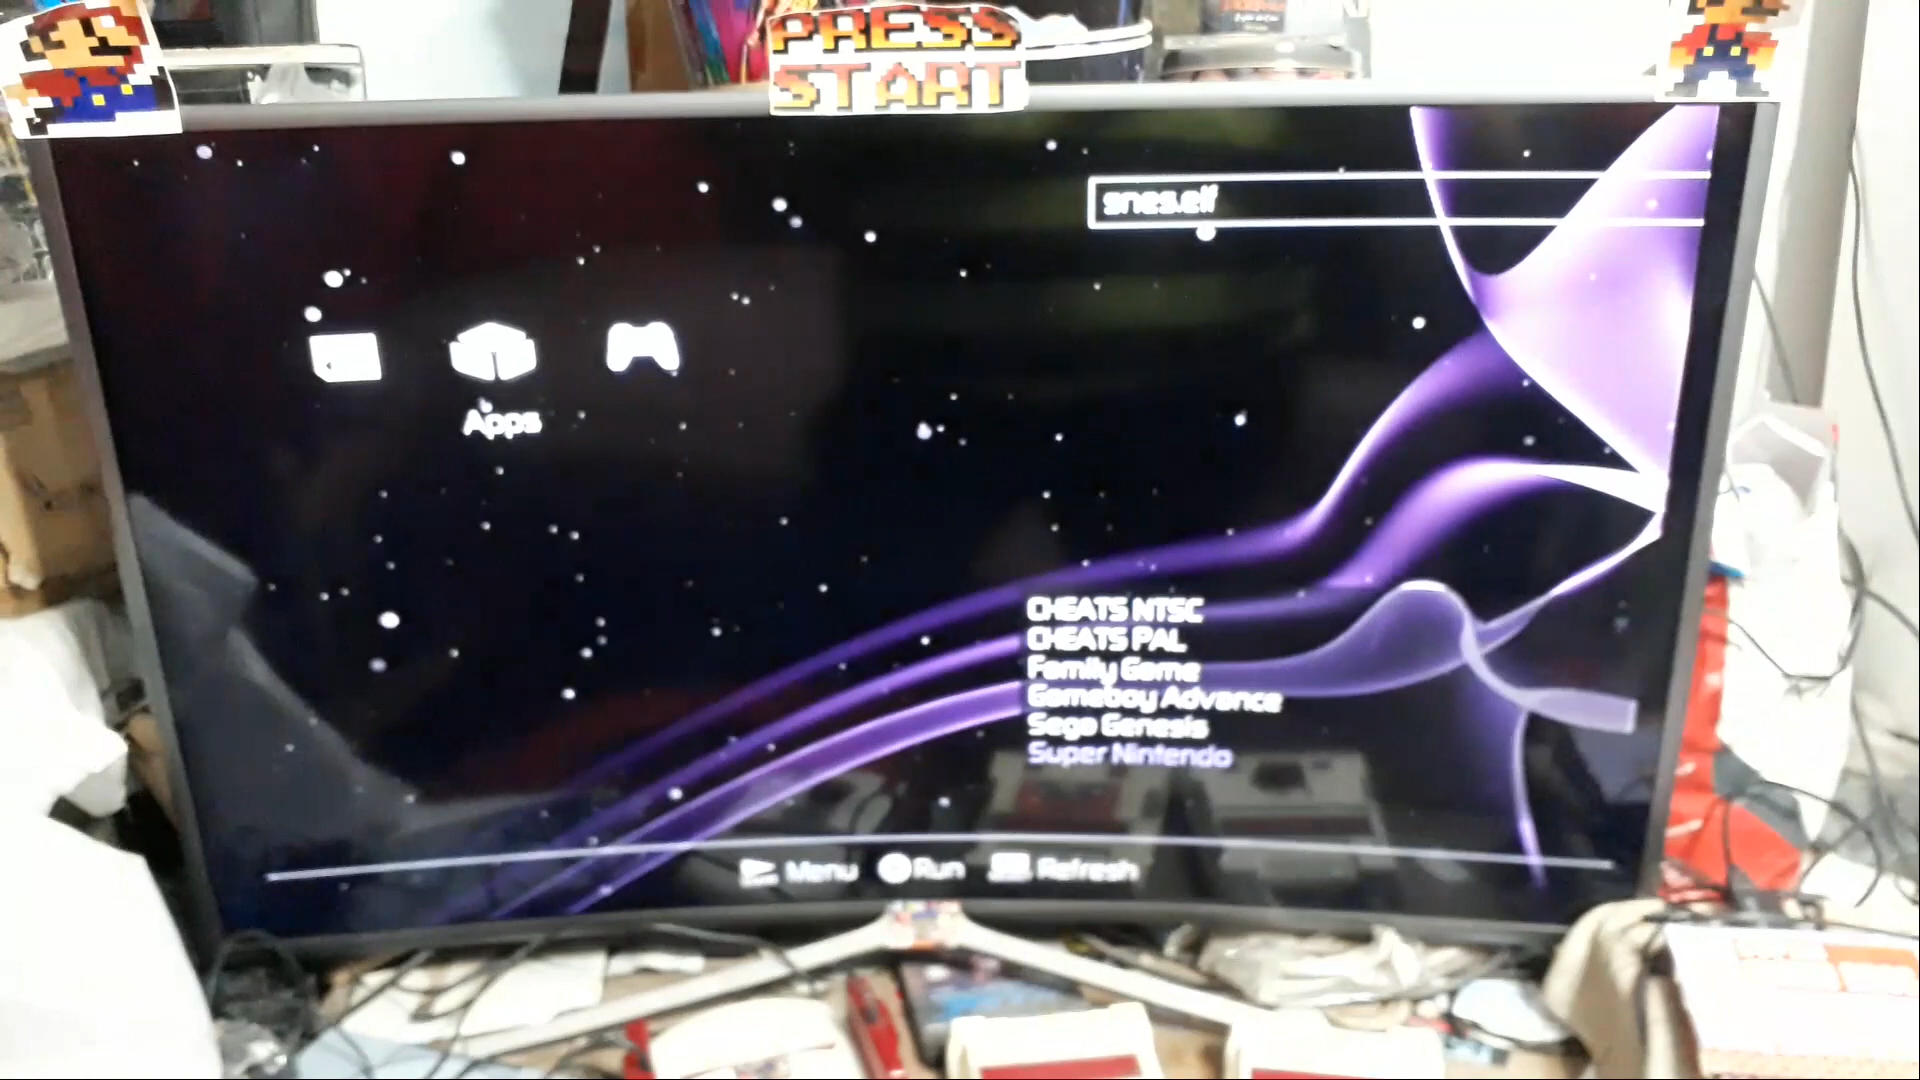 PRESS
START
snes.elf
Apps
CHEATS NTSC
CHEATS PAL
Family Game
Gameboy Advance
Sega Genesis
Super Nintendo
Menu Run Refresh